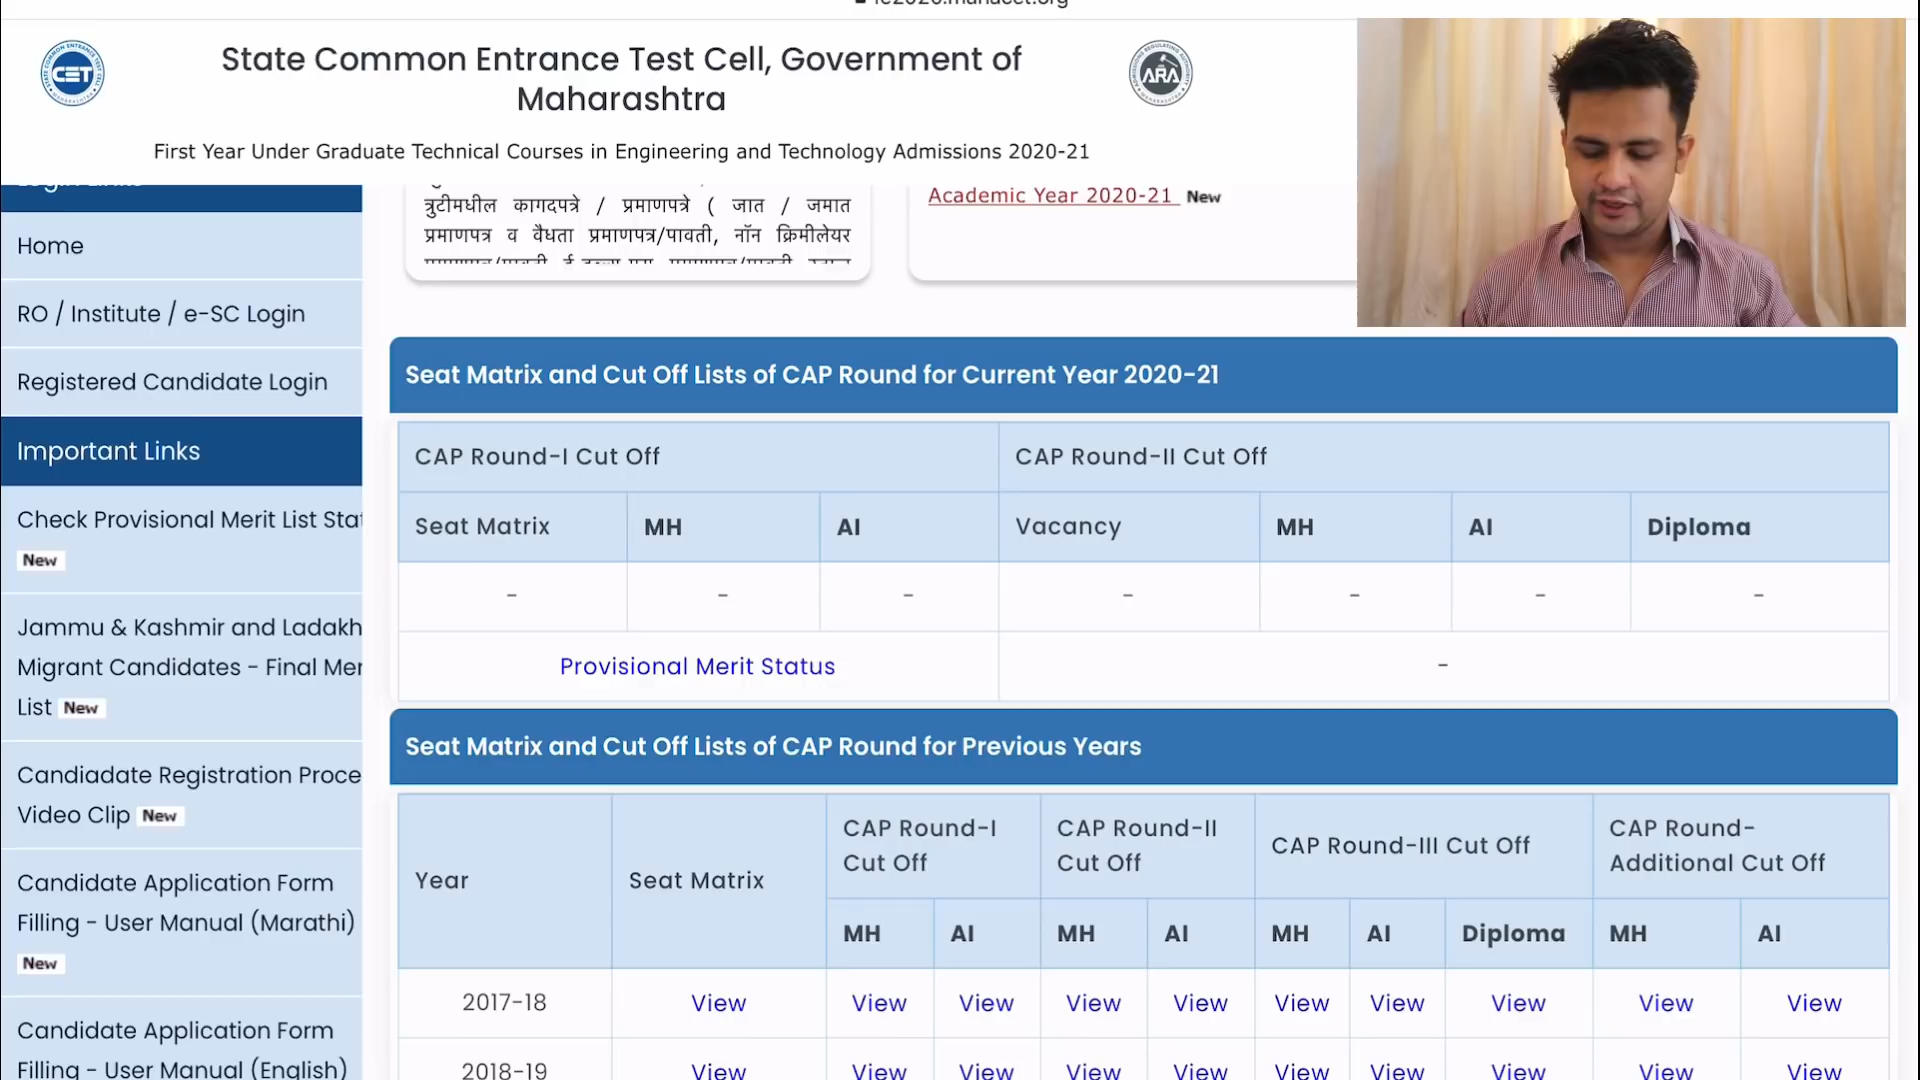 State Common Entrance Test Cell, Government of
Maharashtra
First Year Under Graduate Technical Courses in Engineering and Technology Admissions 2020-21
CET
ARA
Home
RO / Institute / e-SC Login
Registered Candidate Login
Important Links
Check Provisional Merit List
New
Jammu & Kashmir and Ladakh
Migrant Candidates - Final
List New
Candiadate Registration
Video Clip New
Candidate Application Form
Filling - User Manual (Marathi)
New
Candidate Application Form
Filling - User Manual (English)
त्रुटीमधील कागदपत्रे / प्रमाणपत्रे ( जात / जमात
प्रमाणपत्र व वैधता प्रमाणपत्र/पावती, नॉन क्रिमीलेयर
Academic Year 2020-21 New
Seat Matrix and Cut Off Lists of CAP Round for Current Year 2020-21
CAP Round-I Cut Off CAP Round-II Cut Off
Seat Matrix MH AI Vacancy MH AI Diploma
- - - - - - -
Provisional Merit Status -
Seat Matrix and Cut Off Lists of CAP Round for Previous Years
Year Seat Matrix CAP Round-I Cut Off CAP Round-II Cut Off CAP Round-III Cut Off CAP Round-Additional Cut Off
MH AI MH AI MH AI Diploma MH AI
2017-18 View View View View View View View View View View
2018-19 View View View View View View View View View View